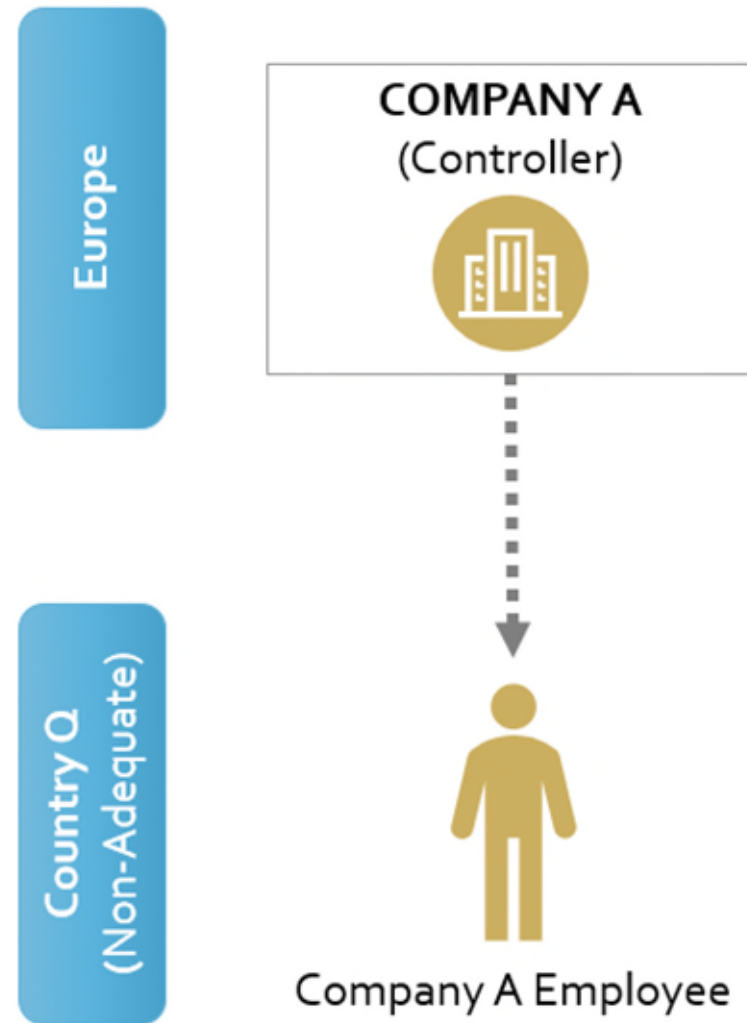 Europe
COMPANY A
(Controller)
Country Q
(Non-Adequate)
Company A Employee